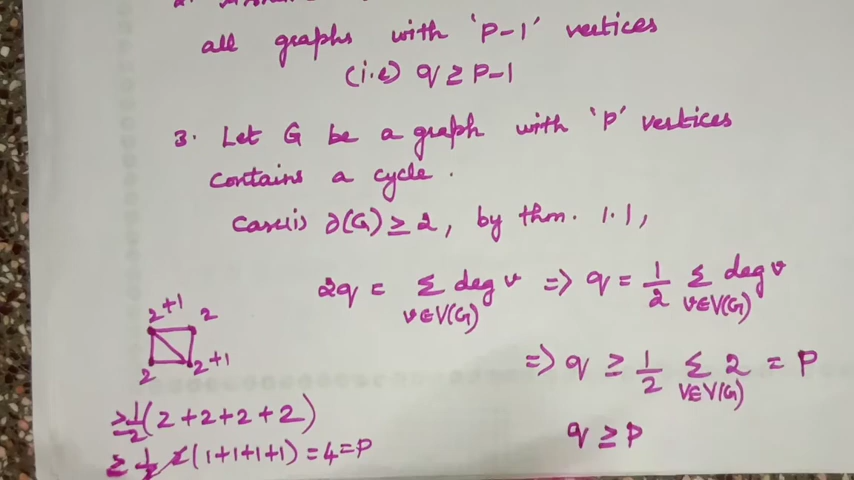 all graphs with 'P-1' vertices
(i.e) q ≥ P-1
3. Let G be a graph with 'p' vertices
contains a cycle.
Case(i) ∂(G) ≥ 2, by thm. 1.1,
2q = Σ deg v ⇒ q = 1/2 Σ deg v
v∈V(G) v∈V(G)
⇒ q ≥ 1/2 Σ 2 = P
v∈V(G)
q ≥ P
2+1 2
2 2+1
≥ 1/2 (2+2+2+2)
≥ 1/2 2 (1+1+1+1) = 4 = P